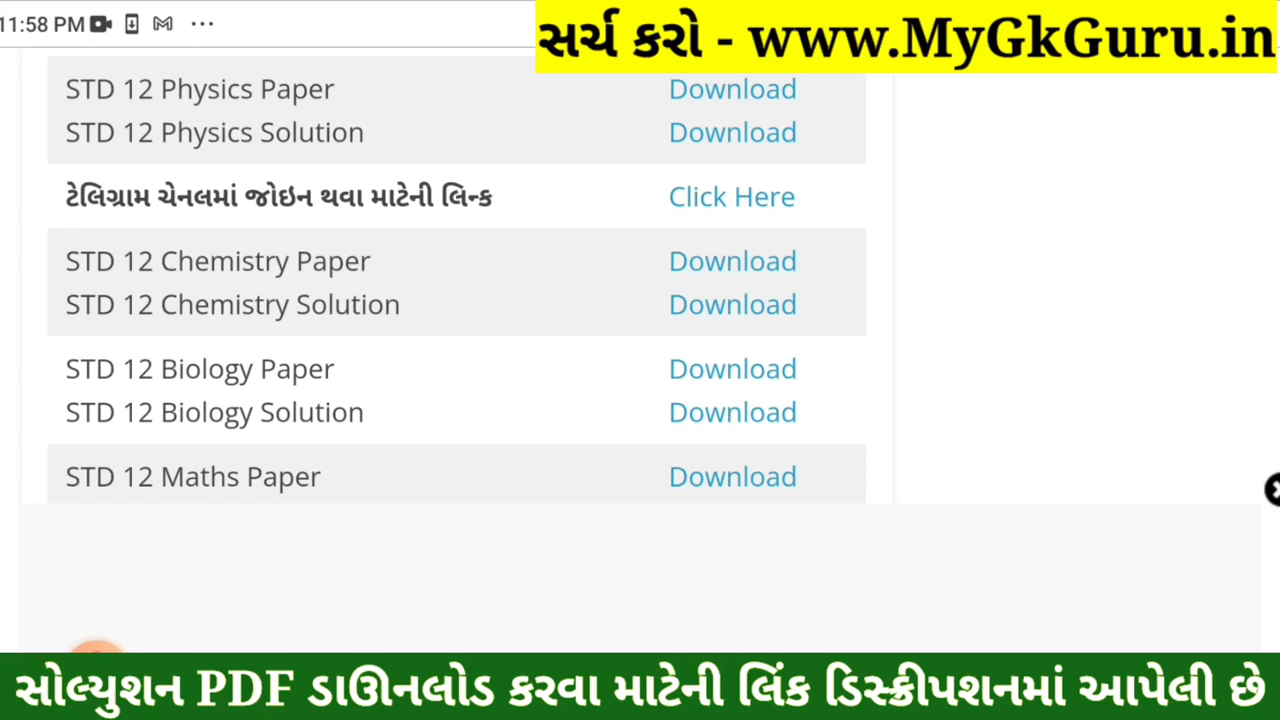 11:58 PM
સર્ચ કરો - www.MyGkGuru.in
STD 12 Physics Paper Download
STD 12 Physics Solution Download
ટેલિગ્રામ ચેનલમાં જોઇન થવા માટેની લિન્ક Click Here
STD 12 Chemistry Paper Download
STD 12 Chemistry Solution Download
STD 12 Biology Paper Download
STD 12 Biology Solution Download
STD 12 Maths Paper Download
સોલ્યુશન PDF ડાઊનલોડ કરવા માટેની લિંક ડિસ્ક્રીપશનમાં આપેલી છે